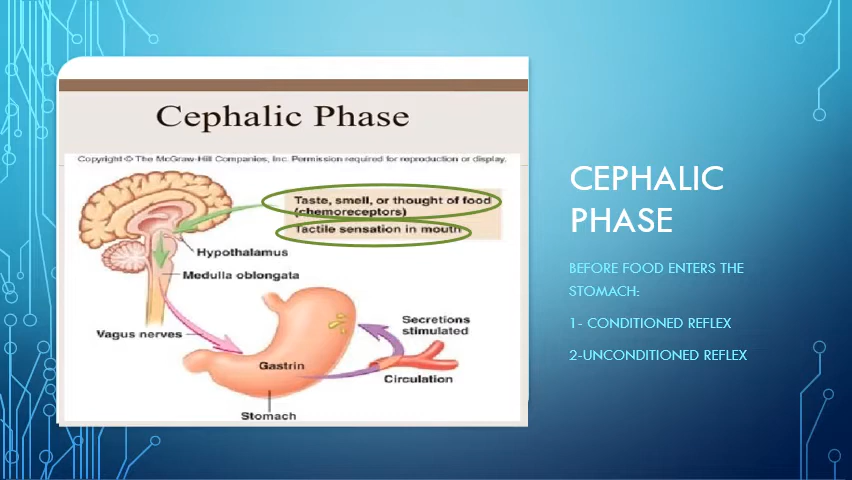 Cephalic Phase
Copyright © The McGraw-Hill Companies, Inc. Permission required for reproduction or display.
Taste, smell, or thought of food
(chemoreceptors)
Tactile sensation in mouth
Hypothalamus
Medulla oblongata
Vagus nerves
Secretions
stimulated
Gastrin
Circulation
Stomach
CEPHALIC
PHASE
BEFORE FOOD ENTERS THE
STOMACH:
1- CONDITIONED REFLEX
2-UNCONDITIONED REFLEX